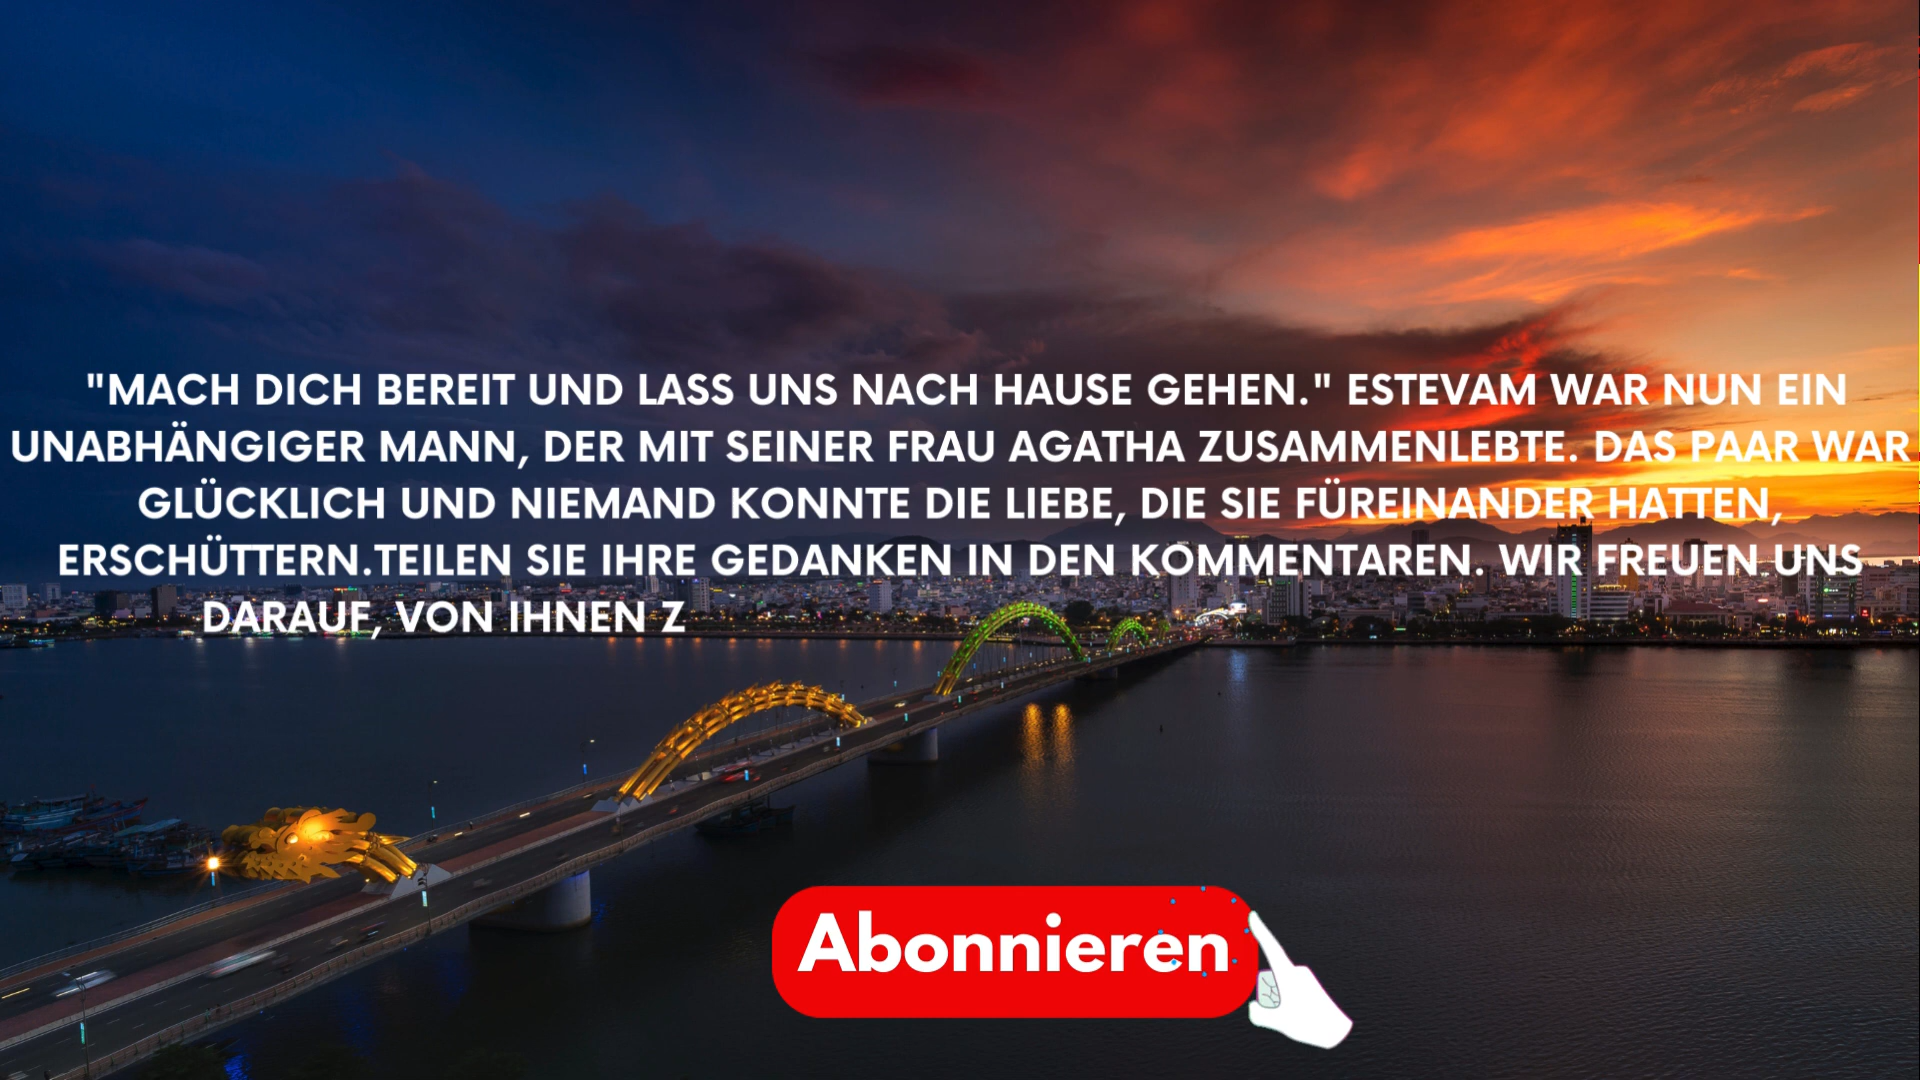 "MACH DICH BEREIT UND LASS UNS NACH HAUSE GEHEN." ESTEVAM WAR NUN EIN
UNABHÄNGIGER MANN, DER MIT SEINER FRAU AGATHA ZUSAMMENLEBTE. DAS PAAR WAR
GLÜCKLICH UND NIEMAND KONNTE DIE LIEBE, DIE SIE FÜREINANDER HATTEN,
ERSCHÜTTERN.TEILEN SIE IHRE GEDANKEN IN DEN KOMMENTAREN. WIR FREUEN UNS
DARAUF, VON IHNEN Z
Abonnieren